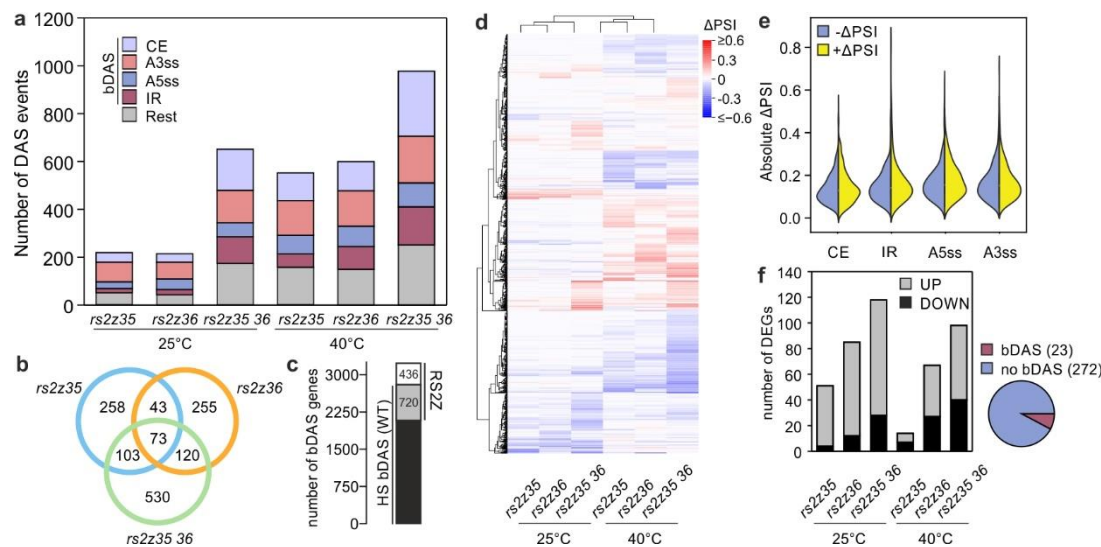 a
Number of DAS events
1200
1000
800
600
400
200
0
bDAS
CE
A3ss
A5ss
IR
Rest
rs2z35
rs2z36
rs2z35 36
rs2z35
rs2z36
rs2z35 36
25°C
40°C
b
rs2z35
rs2z36
258
43
255
73
103
120
530
rs2z35 36
c
number of bDAS genes
3000
2250
1500
750
0
HS bDAS (WT)
436
720
RS2Z
d
ΔPSI
≥0.6
0.3
0
-0.3
≤-0.6
rs2z35
rs2z36
rs2z35 36
rs2z35
rs2z36
rs2z35 36
25°C
40°C
e
-ΔPSI
+ΔPSI
Absolute ΔPSI
0.8
0.6
0.4
0.2
0.0
CE
IR
A5ss
A3ss
f
number of DEGs
140
120
100
80
60
40
20
0
UP
DOWN
bDAS (23)
no bDAS (272)
rs2z35
rs2z36
rs2z35 36
rs2z35
rs2z36
rs2z35 36
25°C
40°C